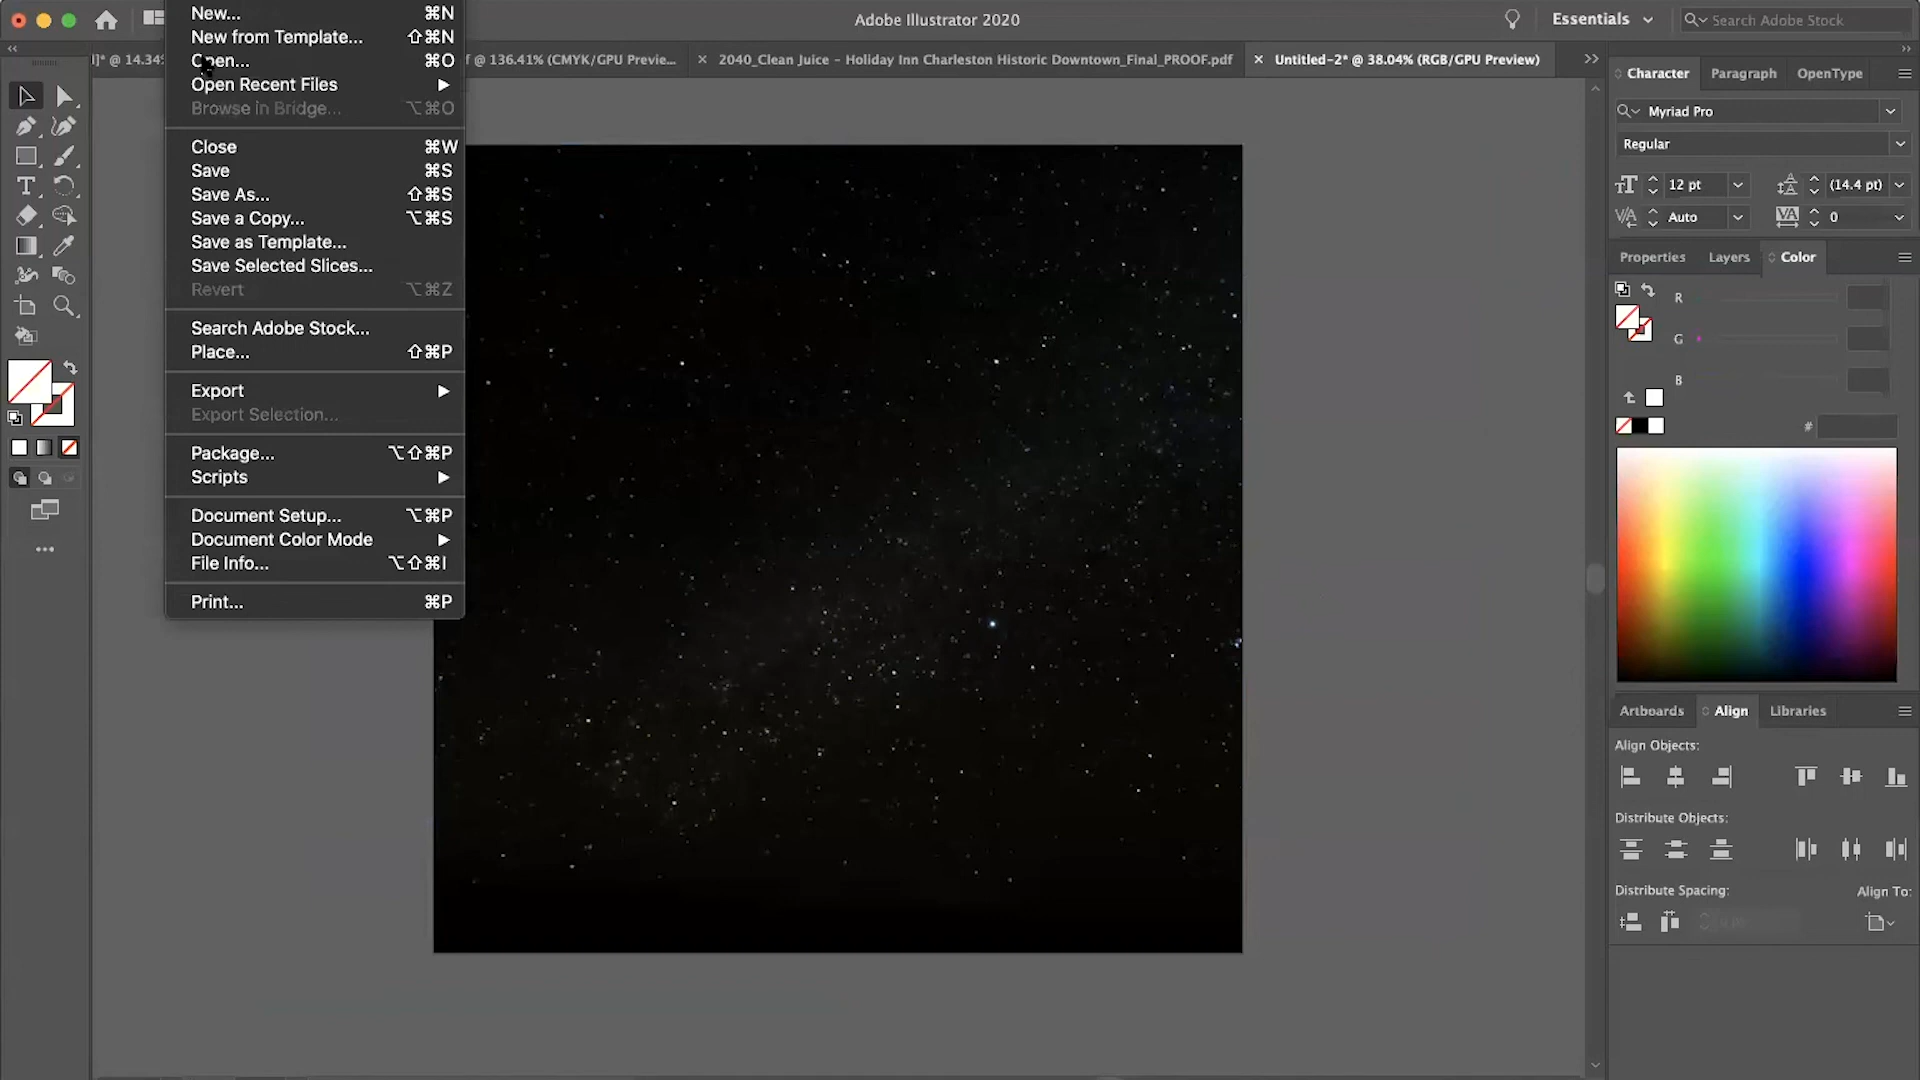 Adobe Illustrator 2020
Essentials
Search Adobe Stock
]* @ 14.34%
f @ 136.41% (CMYK/GPU Previe...
2040_Clean Juice - Holiday Inn Charleston Historic Downtown_Final_PROOF.pdf
Untitled-2* @ 38.04% (RGB/GPU Preview)
New... ⌘N
New from Template... ⇧⌘N
Open... ⌘O
Open Recent Files
Browse in Bridge... ⌥⌘O
Close ⌘W
Save ⌘S
Save As... ⇧⌘S
Save a Copy... ⌥⌘S
Save as Template...
Save Selected Slices...
Revert ⌥⌘Z
Search Adobe Stock...
Place... ⇧⌘P
Export
Export Selection...
Package... ⌥⇧⌘P
Scripts
Document Setup... ⌥⌘P
Document Color Mode
File Info... ⌥⇧⌘I
Print... ⌘P
Character Paragraph OpenType
Myriad Pro
Regular
12 pt (14.4 pt)
Auto 0
Properties Layers Color
R
G
B
#
Artboards Align Libraries
Align Objects:
Distribute Objects:
Distribute Spacing: Align To: